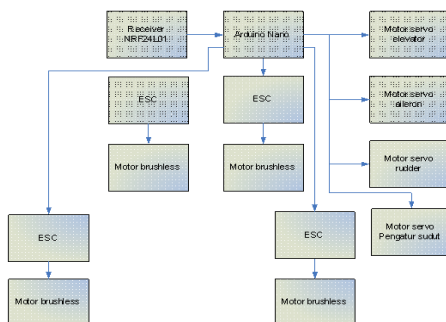 Receiver
NRF24L01
Arduino Nano
Motor servo
elevator
ESC
ESC
Motor servo
aileron
Motor brushless
Motor brushless
Motor servo
rudder
ESC
ESC
Motor servo
Pengatur sudut
Motor brushless
Motor brushless